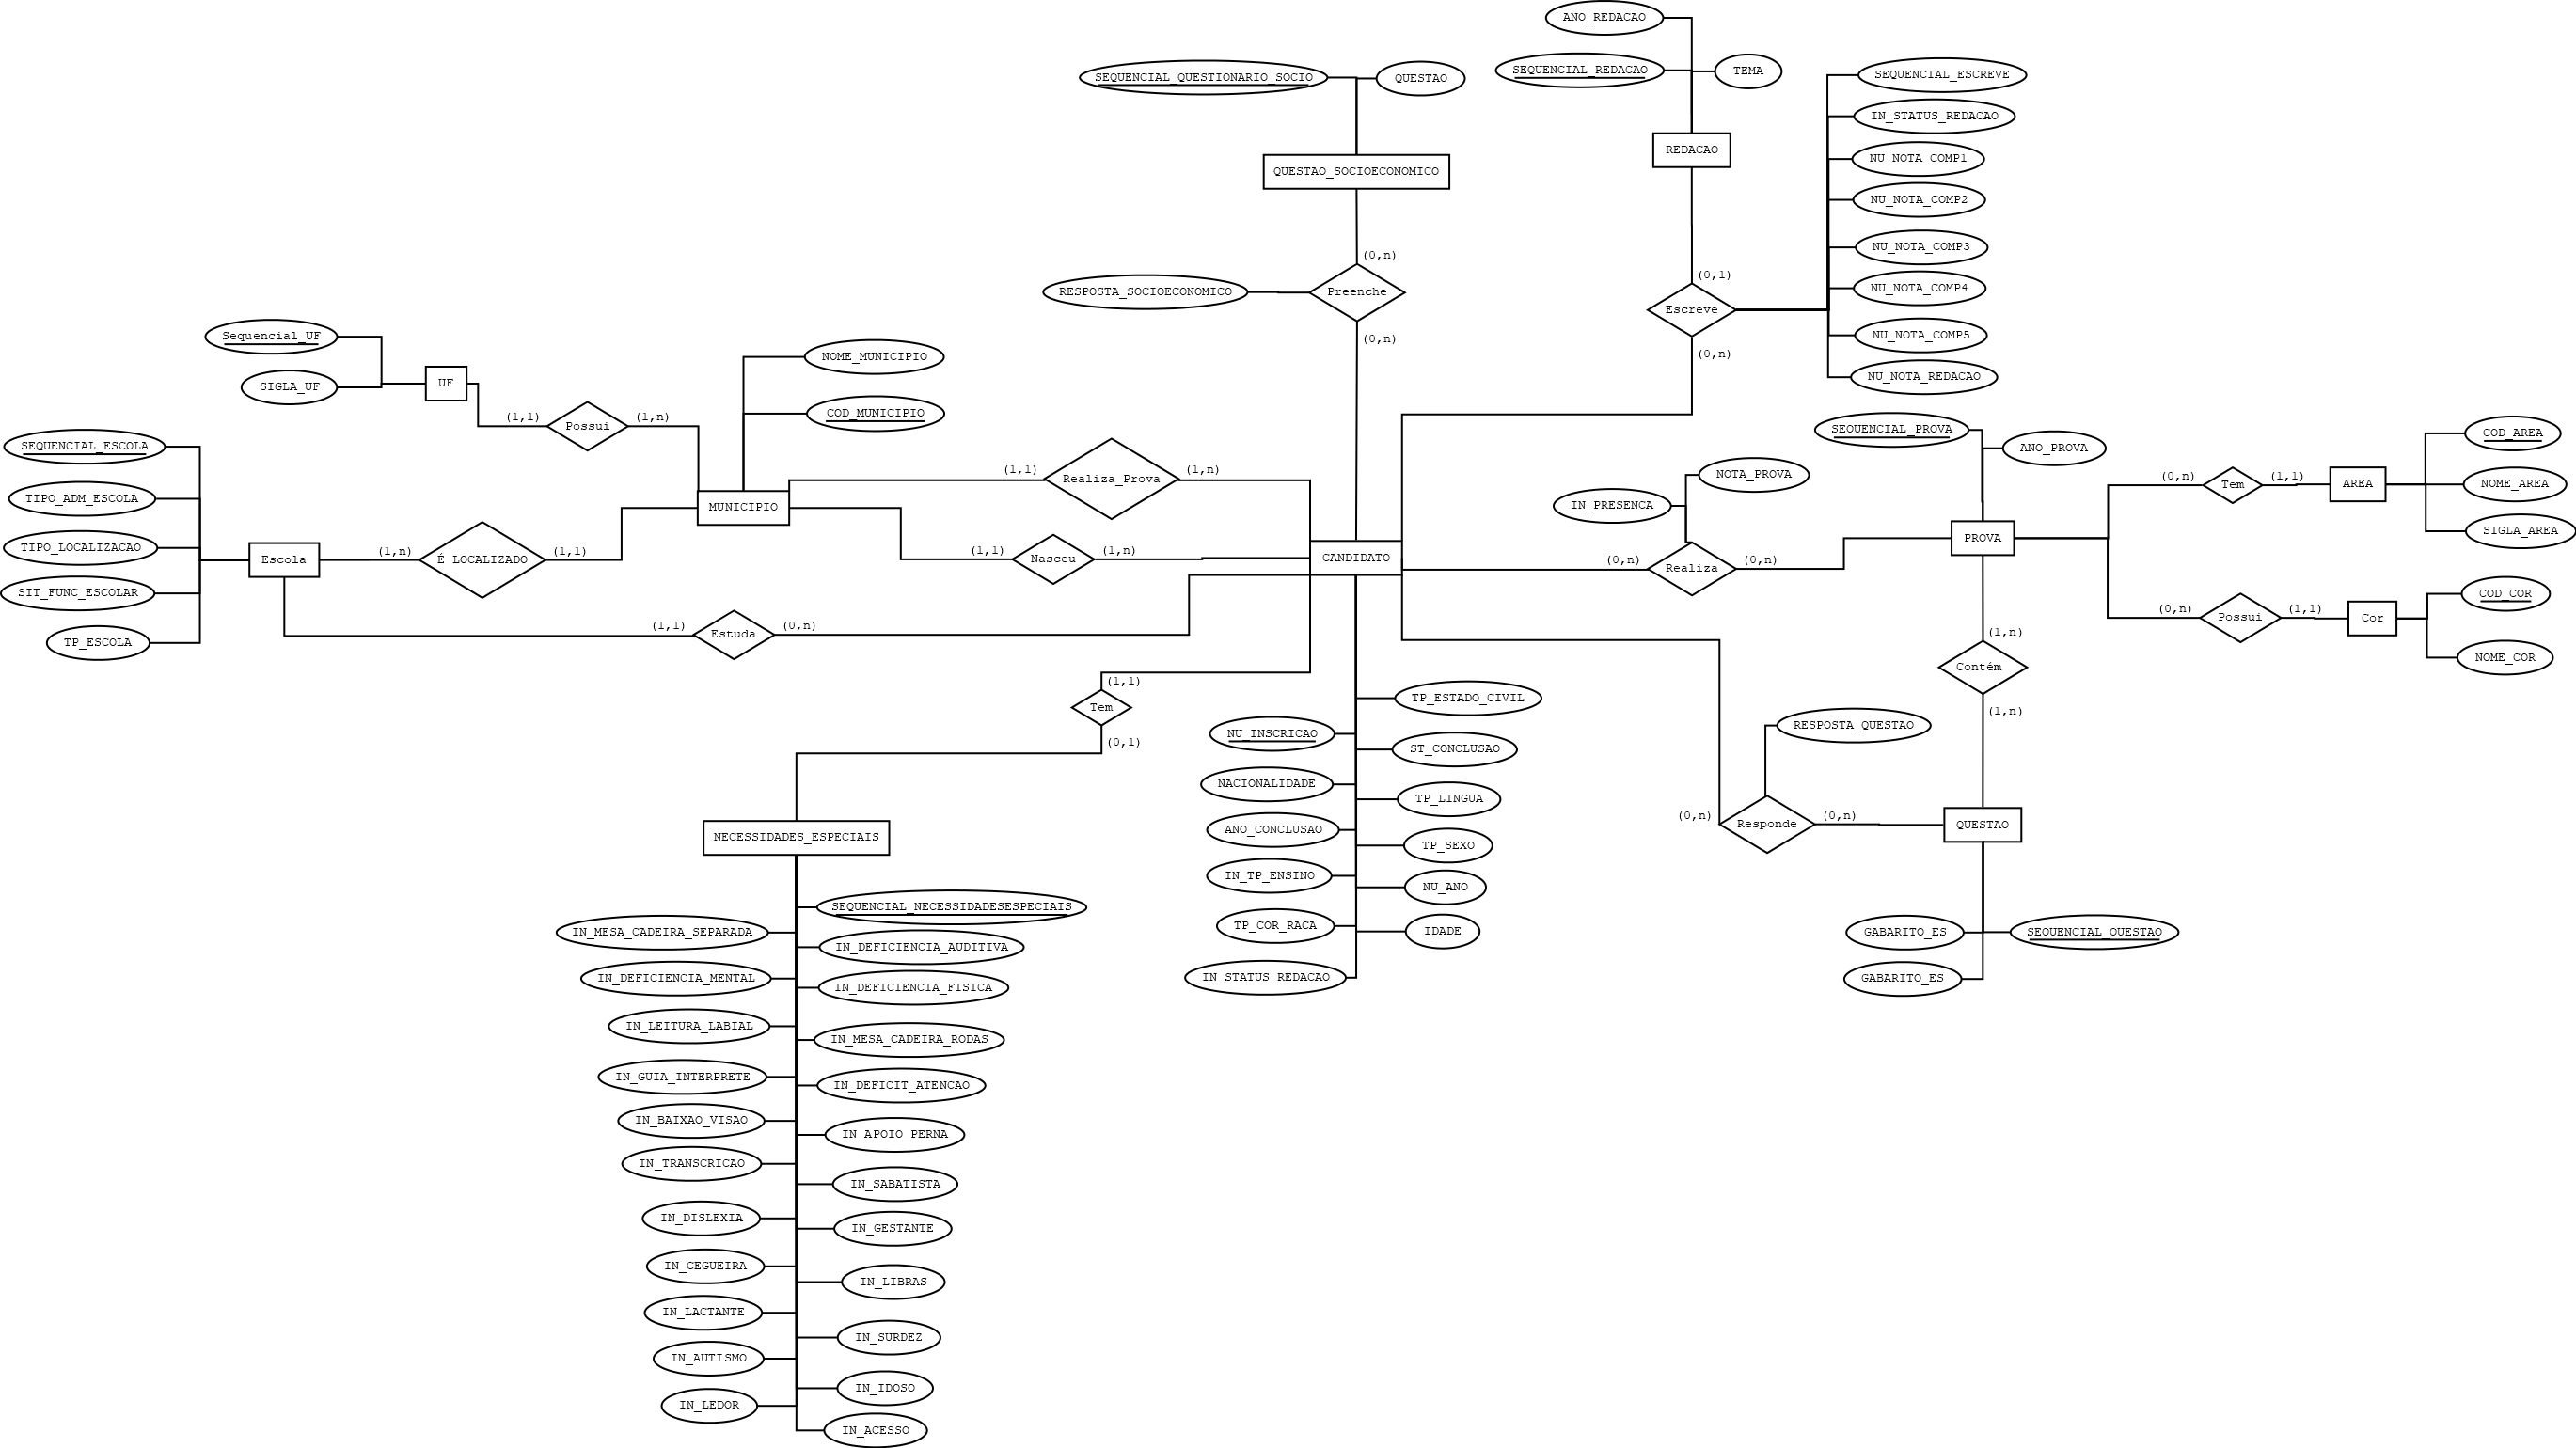 ANO_REDACAO
SEQUENCIAL_REDACAO
TEMA
REDACAO
SEQUENCIAL_QUESTIONARIO_SOCIO
QUESTAO
QUESTAO_SOCIOECONOMICO
(0,n)
RESPOSTA_SOCIOECONOMICO
Preenche
(0,n)
(0,1)
Escreve
(0,n)
SEQUENCIAL_ESCREVE
IN_STATUS_REDACAO
NU_NOTA_COMP1
NU_NOTA_COMP2
NU_NOTA_COMP3
NU_NOTA_COMP4
NU_NOTA_COMP5
NU_NOTA_REDACAO
Sequencial_UF
SIGLA_UF
UF
(1,1)
Possui
(1,n)
NOME_MUNICIPIO
COD_MUNICIPIO
MUNICIPIO
SEQUENCIAL_ESCOLA
TIPO_ADM_ESCOLA
TIPO_LOCALIZACAO
SIT_FUNC_ESCOLAR
TP_ESCOLA
Escola
(1,n)
É LOCALIZADO
(1,1)
(1,1)
Realiza_Prova
(1,n)
(1,1)
Nasceu
(1,n)
(1,1)
Estuda
(0,n)
CANDIDATO
IN_PRESENCA
NOTA_PROVA
(0,n)
Realiza
(0,n)
SEQUENCIAL_PROVA
ANO_PROVA
PROVA
(0,n)
Tem
(1,1)
AREA
COD_AREA
NOME_AREA
SIGLA_AREA
(0,n)
Possui
(1,1)
Cor
COD_COR
NOME_COR
(1,n)
Contém
(1,n)
(1,1)
Tem
(0,1)
RESPOSTA_QUESTAO
(0,n)
Responde
(0,n)
QUESTAO
GABARITO_ES
SEQUENCIAL_QUESTAO
GABARITO_ES
TP_ESTADO_CIVIL
NU_INSCRICAO
ST_CONCLUSAO
NACIONALIDADE
TP_LINGUA
ANO_CONCLUSAO
TP_SEXO
IN_TP_ENSINO
NU_ANO
TP_COR_RACA
IDADE
IN_STATUS_REDACAO
NECESSIDADES_ESPECIAIS
SEQUENCIAL_NECESSIDADESESPECIAIS
IN_MESA_CADEIRA_SEPARADA
IN_DEFICIENCIA_AUDITIVA
IN_DEFICIENCIA_MENTAL
IN_DEFICIENCIA_FISICA
IN_LEITURA_LABIAL
IN_MESA_CADEIRA_RODAS
IN_GUIA_INTERPRETE
IN_DEFICIT_ATENCAO
IN_BAIXAO_VISAO
IN_APOIO_PERNA
IN_TRANSCRICAO
IN_SABATISTA
IN_DISLEXIA
IN_GESTANTE
IN_CEGUEIRA
IN_LIBRAS
IN_LACTANTE
IN_SURDEZ
IN_AUTISMO
IN_IDOSO
IN_LEDOR
IN_ACESSO